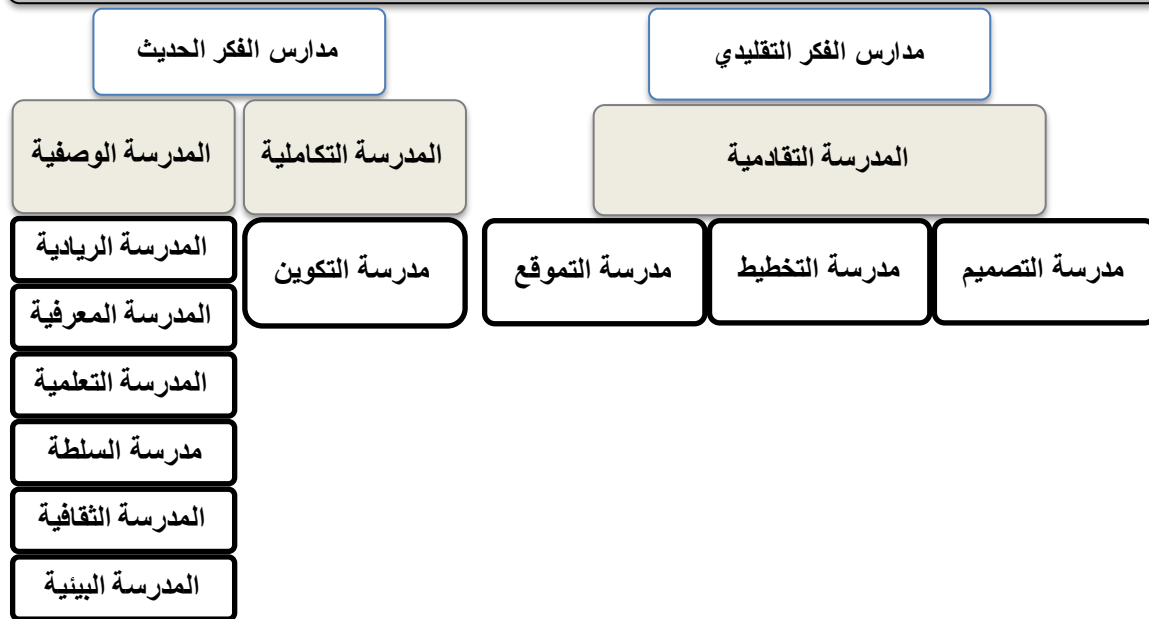 مدارس الفكر التقليدي
مدارس الفكر الحديث
المدرسة التقادمية
المدرسة التكاملية
المدرسة الوصفية
مدرسة التصميم
مدرسة التخطيط
مدرسة التموقع
مدرسة التكوين
المدرسة الريادية
المدرسة المعرفية
المدرسة التعلمية
مدرسة السلطة
المدرسة الثقافية
المدرسة البيئية